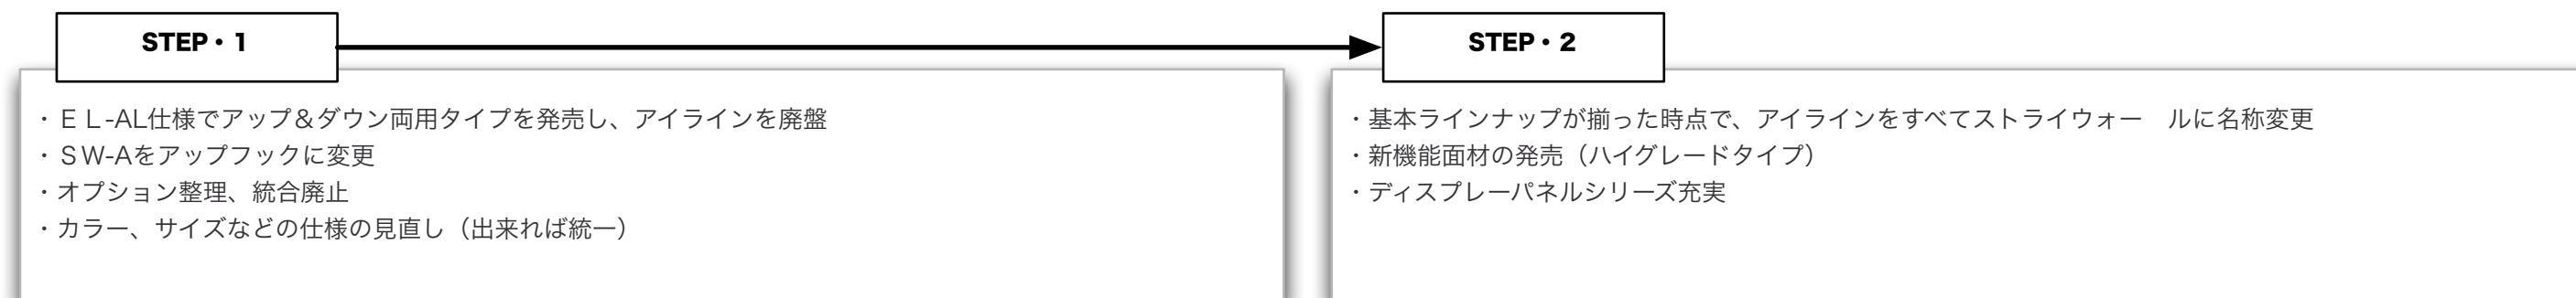 STEP・1
・ＥＬ-AL仕様でアップ＆ダウン両用タイプを発売し、アイラインを廃盤
・ＳW-Aをアップフックに変更
・オプション整理、統合廃止
・カラー、サイズなどの仕様の見直し（出来れば統一）
STEP・2
・基本ラインナップが揃った時点で、アイラインをすべてストライウォー　ルに名称変更
・新機能面材の発売（ハイグレードタイプ）
・ディスプレーパネルシリーズ充実